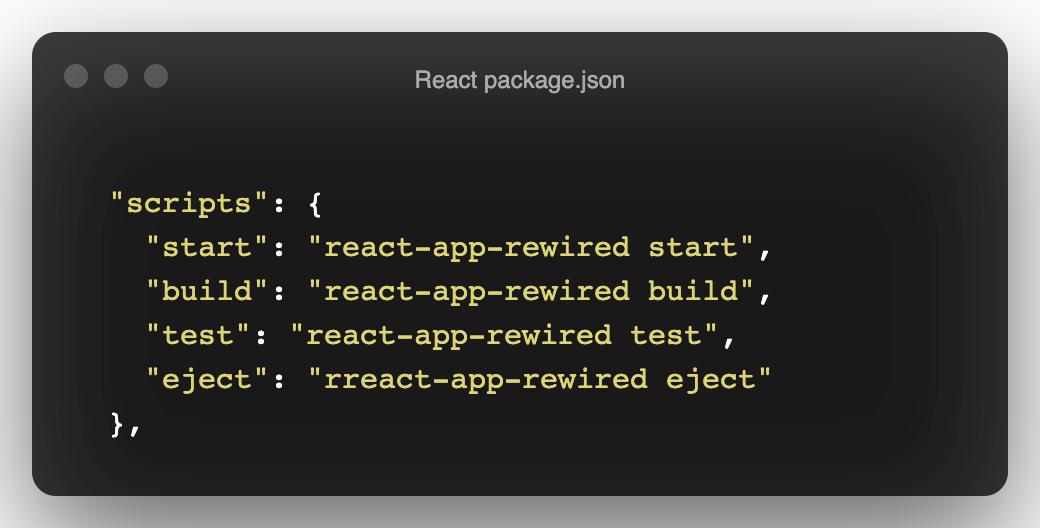 React package.json
"scripts": {
"start": "react-app-rewired start",
"build": "react-app-rewired build",
"test": "react-app-rewired test",
"eject": "rreact-app-rewired eject"
},